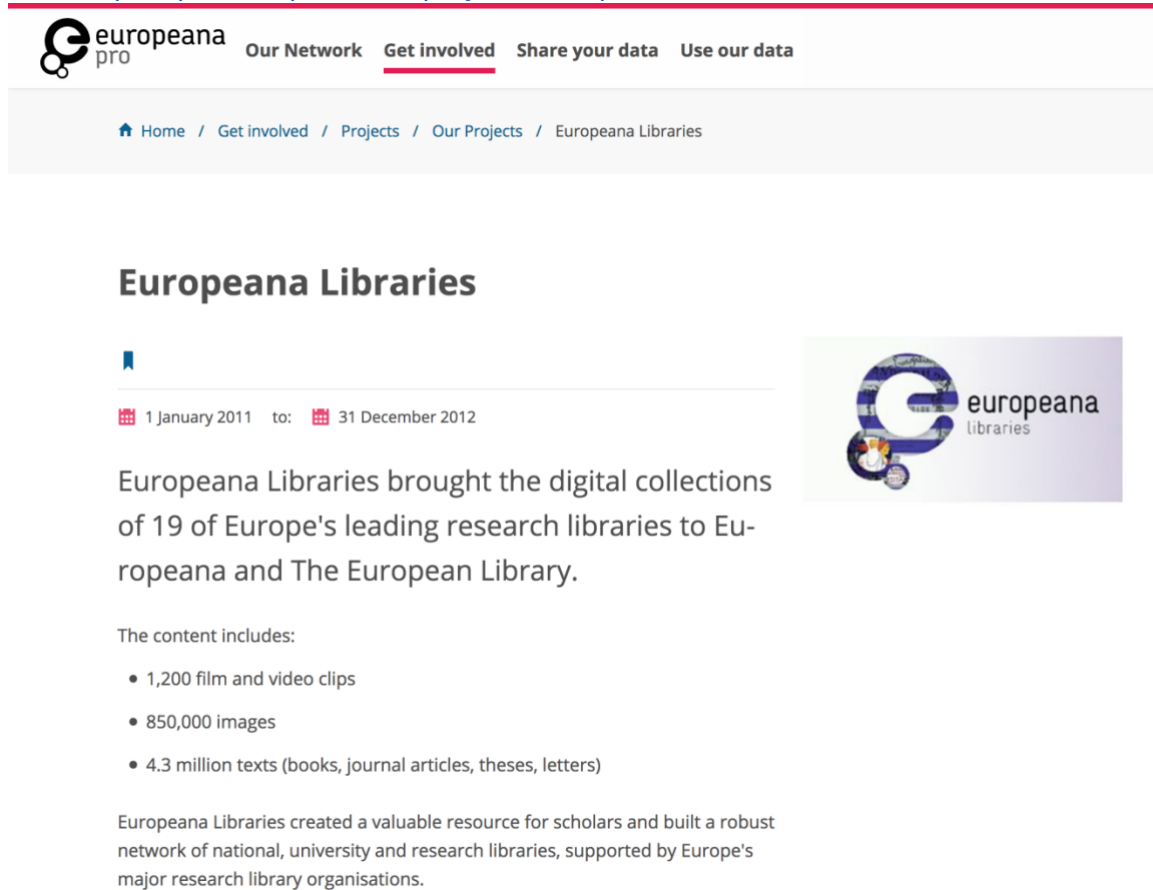 europeana
pro
Our Network Get involved Share your data Use our data
Home / Get involved / Projects / Our Projects / Europeana Libraries
Europeana Libraries
1 January 2011 to: 31 December 2012
europeana
libraries
Europeana Libraries brought the digital collections
of 19 of Europe's leading research libraries to Eu-
ropeana and The European Library.
The content includes:
• 1,200 film and video clips
• 850,000 images
• 4.3 million texts (books, journal articles, theses, letters)
Europeana Libraries created a valuable resource for scholars and built a robust
network of national, university and research libraries, supported by Europe's
major research library organisations.